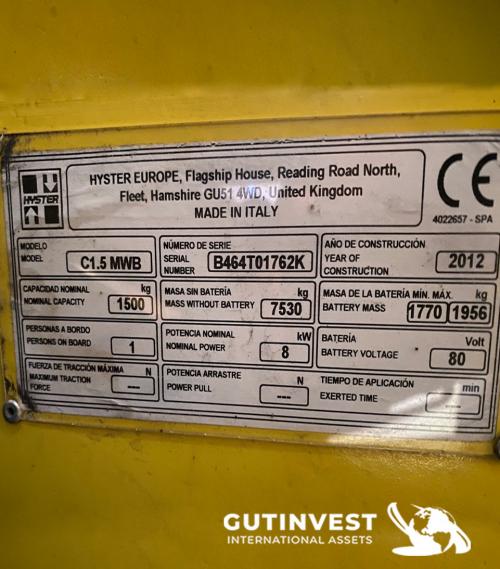 HYSTER
HYSTER EUROPE, Flagship House, Reading Road North,
Fleet, Hamshire GU51 4WD, United Kingdom
MADE IN ITALY
CE
4022657 - SPA
MODELO
MODEL
C1.5 MWB
NÚMERO DE SERIE
SERIAL
NUMBER
B464T01762K
AÑO DE CONSTRUCCIÓN
YEAR OF
CONSTRUCTION
2012
CAPACIDAD NOMINAL kg
NOMINAL CAPACITY
1500
MASA SIN BATERÍA kg
MASS WITHOUT BATTERY
7530
MASA DE LA BATERÍA MÍN. MÁX. kg
BATTERY MASS
1770 1956
PERSONAS A BORDO
PERSONS ON BOARD
1
POTENCIA NOMINAL kW
NOMINAL POWER
8
BATERÍA Volt
BATTERY VOLTAGE
80
FUERZA DE TRACCIÓN MÁXIMA N
MAXIMUM TRACTION
FORCE
---
POTENCIA ARRASTRE N
POWER PULL
---
TIEMPO DE APLICACIÓN min
EXERTED TIME
---
GUTINVEST
INTERNATIONAL ASSETS